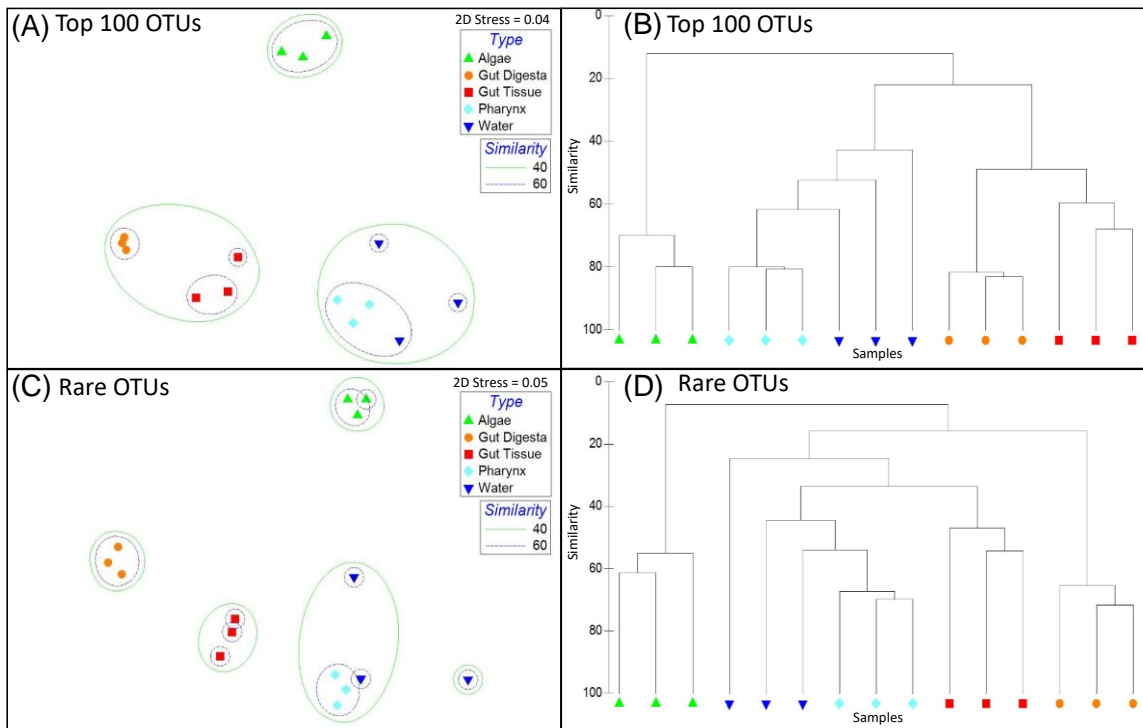 (A) Top 100 OTUs
2D Stress = 0.04
Type
Algae
Gut Digesta
Gut Tissue
Pharynx
Water
Similarity
40
60
(B) Top 100 OTUs
0
20
40
60
80
100
Similarity
Samples
(C) Rare OTUs
2D Stress = 0.05
Type
Algae
Gut Digesta
Gut Tissue
Pharynx
Water
Similarity
40
60
(D) Rare OTUs
0
20
40
60
80
100
Similarity
Samples